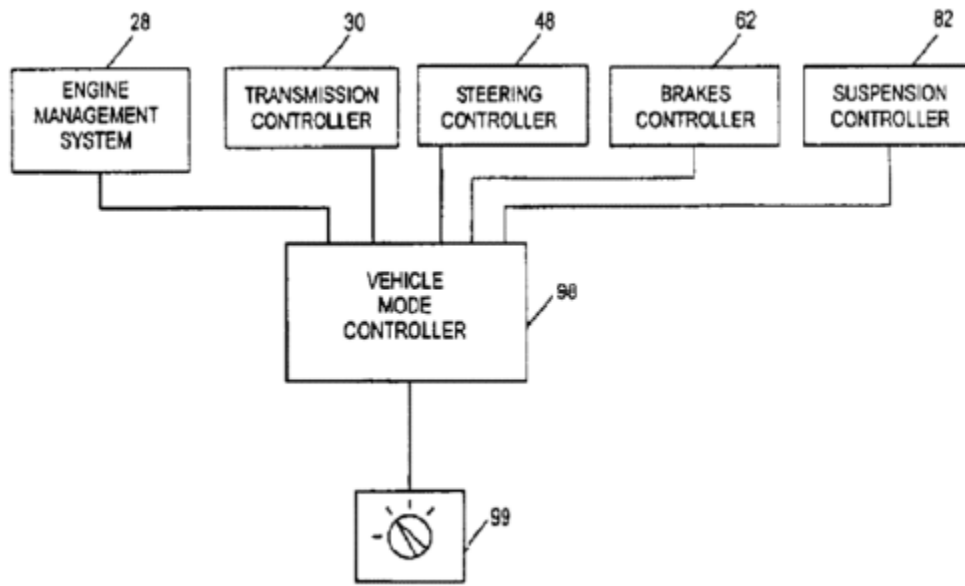 28
30
48
62
82
ENGINE
MANAGEMENT
SYSTEM
TRANSMISSION
CONTROLLER
STEERING
CONTROLLER
BRAKES
CONTROLLER
SUSPENSION
CONTROLLER
VEHICLE
MODE
CONTROLLER
98
99